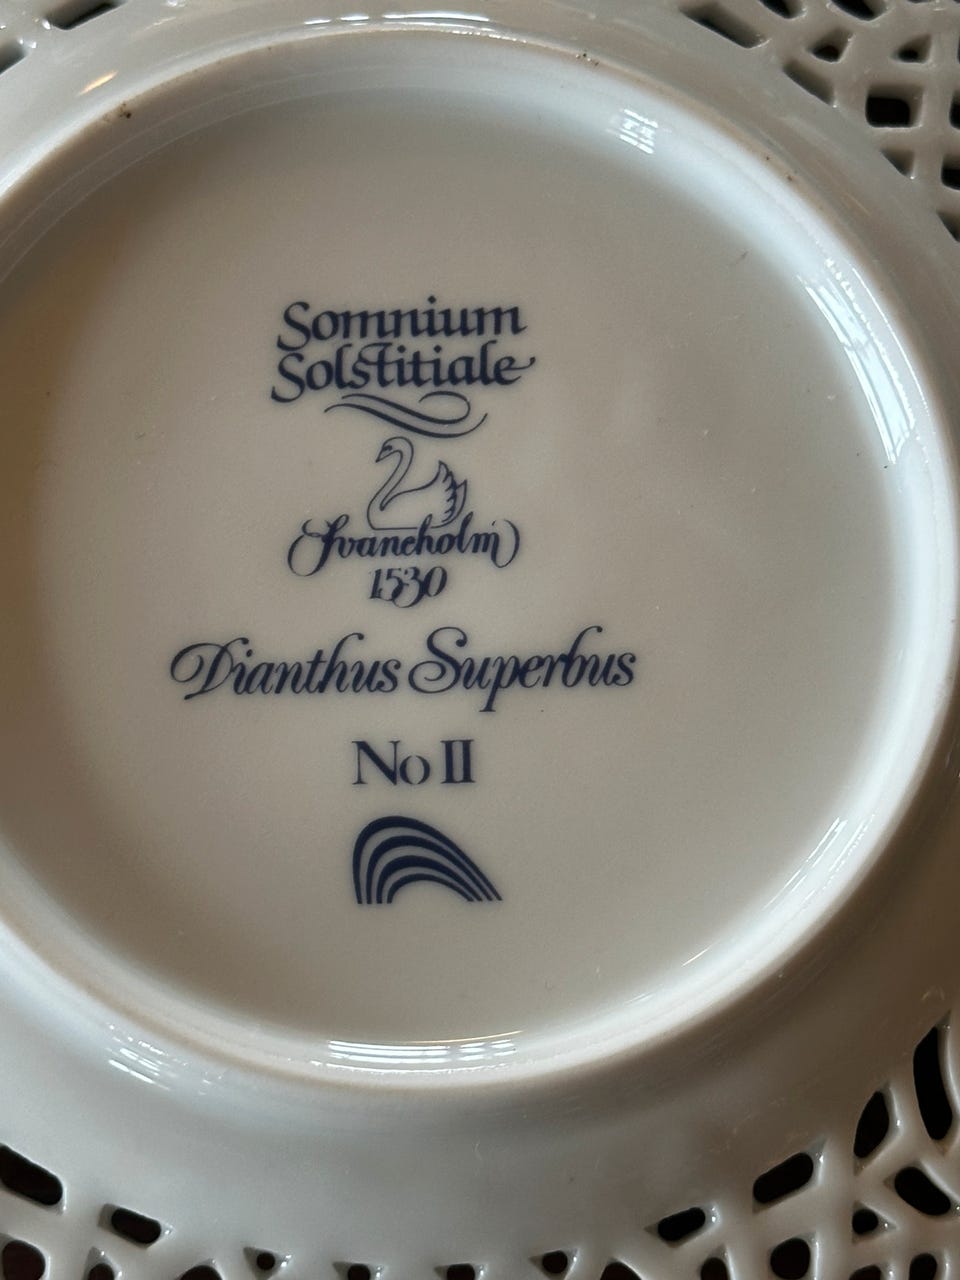 Somnium
Solstitiale
Svaneholm
1530
Dianthus Superbus
No II